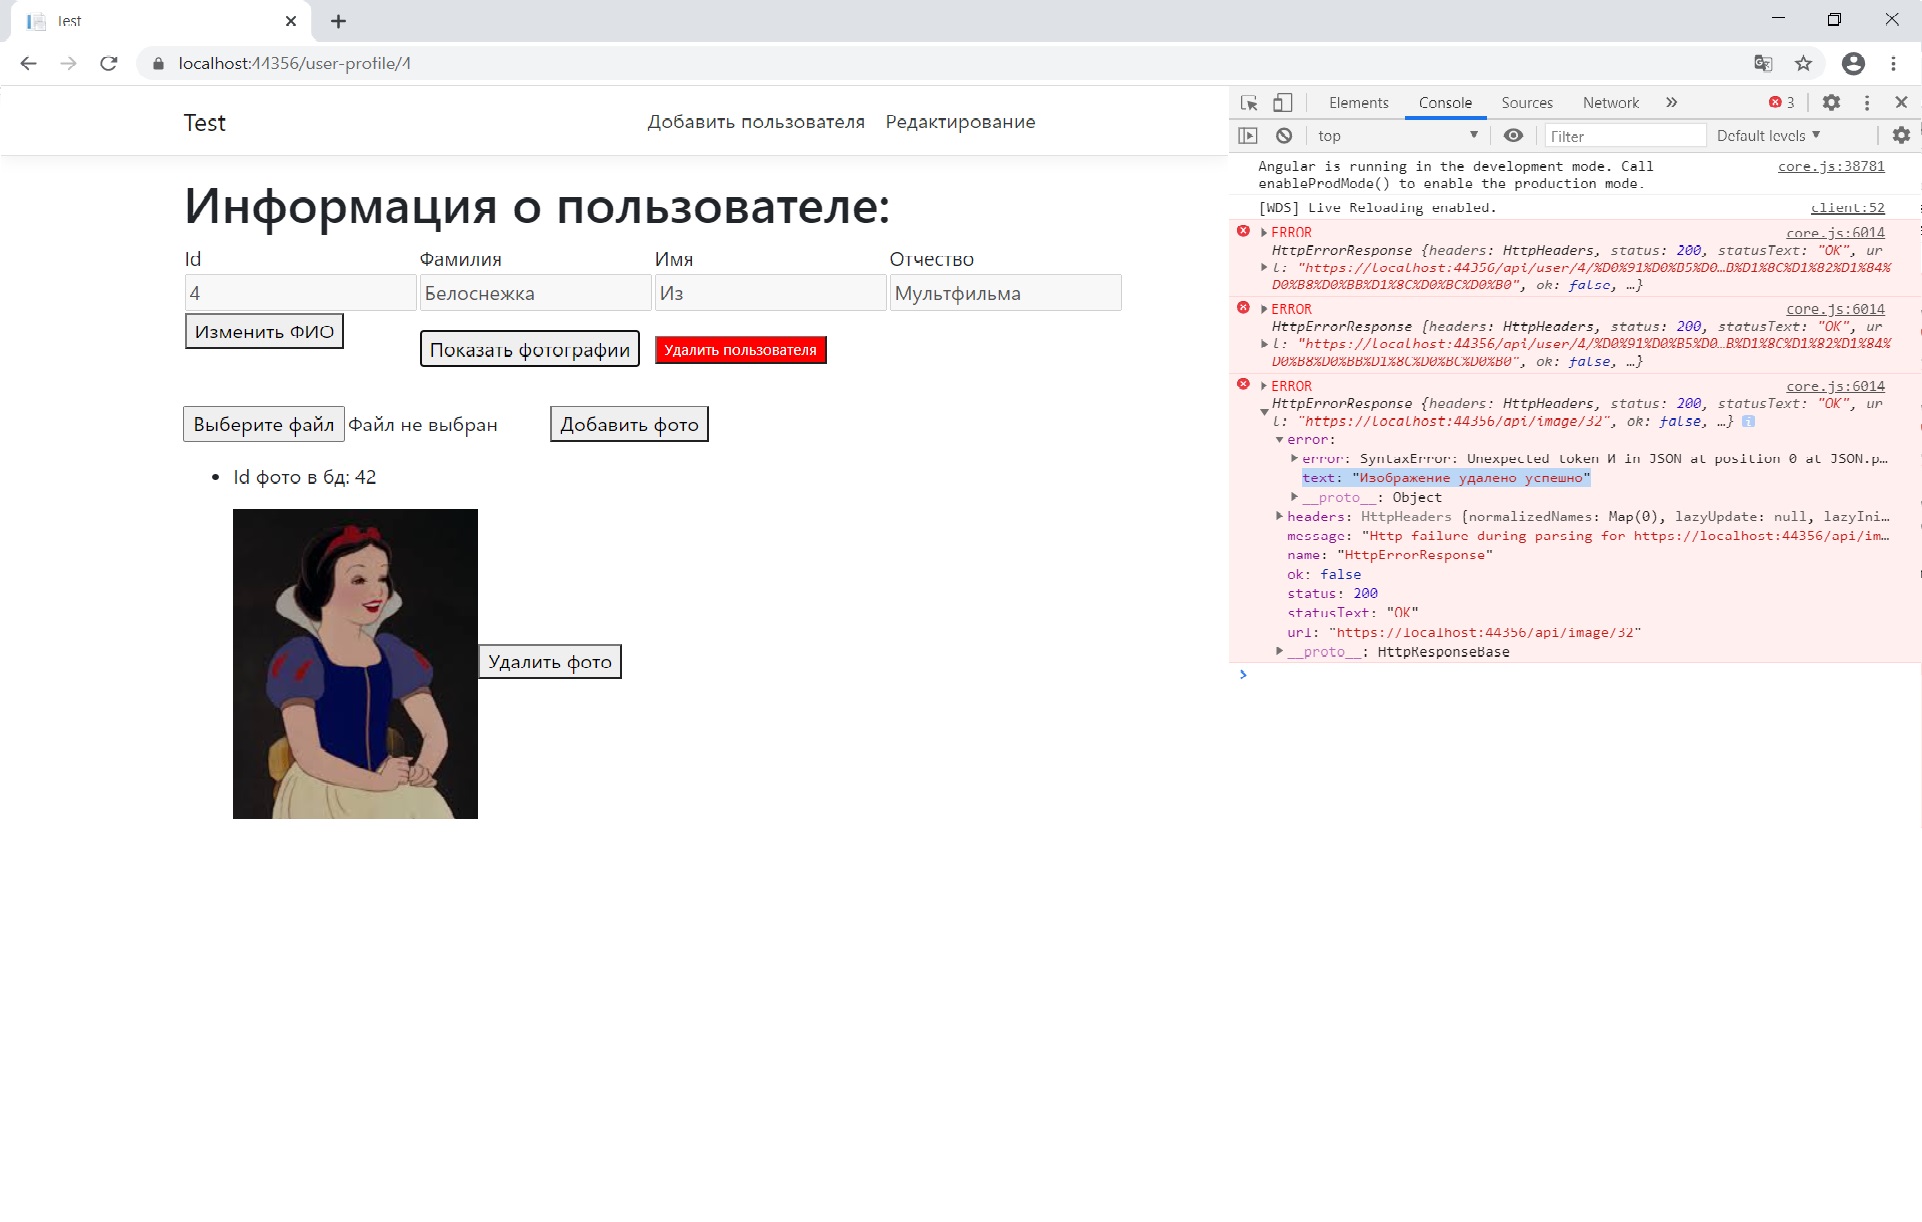 Test
localhost:44356/user-profile/4
Test
Добавить пользователя
Редактирование
Информация о пользователе:
Id
Фамилия
Имя
Отчество
4
Белоснежка
Из
Мультфильма
Изменить ФИО
Показать фотографии
Удалить пользователя
Выберите файл
Файл не выбран
Добавить фото
• Id фото в бд: 42
Удалить фото
Elements
Console
Sources
Network
»
3
top
Filter
Default levels
Angular is running in the development mode. Call
core.js:38781
enableProdMode() to enable the production mode.
[WDS] Live Reloading enabled.
client:52
ERROR
core.js:6014
HttpErrorResponse {headers: HttpHeaders, status: 200, statusText: "OK", ur
l: "https://localhost:44356/api/user/4/%D0%91%D0%B5%D0…B%D1%8C%D1%82%D1%84%
D0%B8%D0%BB%D1%8C%D0%BC%D0%B0", ok: false, …}
ERROR
core.js:6014
HttpErrorResponse {headers: HttpHeaders, status: 200, statusText: "OK", ur
l: "https://localhost:44356/api/user/4/%D0%91%D0%B5%D0…B%D1%8C%D1%82%D1%84%
D0%B8%D0%BB%D1%8C%D0%BC%D0%B0", ok: false, …}
ERROR
core.js:6014
HttpErrorResponse {headers: HttpHeaders, status: 200, statusText: "OK", ur
l: "https://localhost:44356/api/image/32", ok: false, …}
error:
error: SyntaxError: Unexpected token И in JSON at position 0 at JSON.p…
text: "Изображение удалено успешно"
__proto__: Object
headers: HttpHeaders {normalizedNames: Map(0), lazyUpdate: null, lazyIni…
message: "Http failure during parsing for https://localhost:44356/api/im…
name: "HttpErrorResponse"
ok: false
status: 200
statusText: "OK"
url: "https://localhost:44356/api/image/32"
__proto__: HttpResponseBase